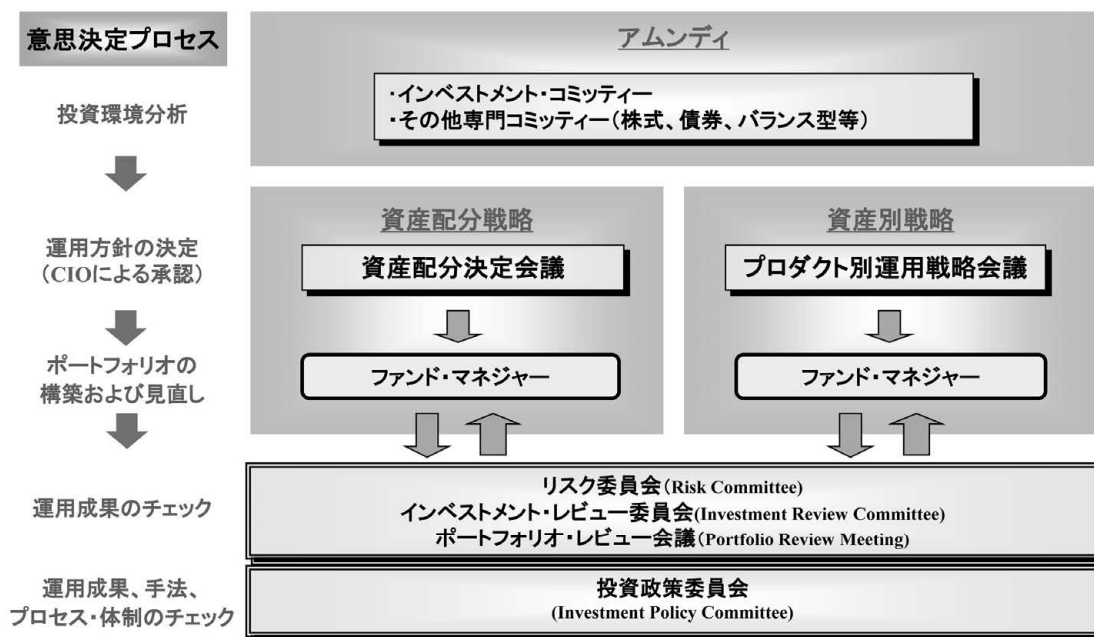 意思決定プロセス
アムンディ
投資環境分析
・インベストメント・コミッティー
・その他専門コミッティー（株式、債券、バランス型等）
資産配分戦略
資産別戦略
運用方針の決定
（CIOによる承認）
資産配分決定会議
プロダクト別運用戦略会議
ポートフォリオの
構築および見直し
ファンド・マネジャー
ファンド・マネジャー
運用成果のチェック
リスク委員会（Risk Committee）
インベストメント・レビュー委員会(Investment Review Committee)
ポートフォリオ・レビュー会議（Portfolio Review Meeting)
運用成果、手法、
プロセス・体制のチェック
投資政策委員会
(Investment Policy Committee)